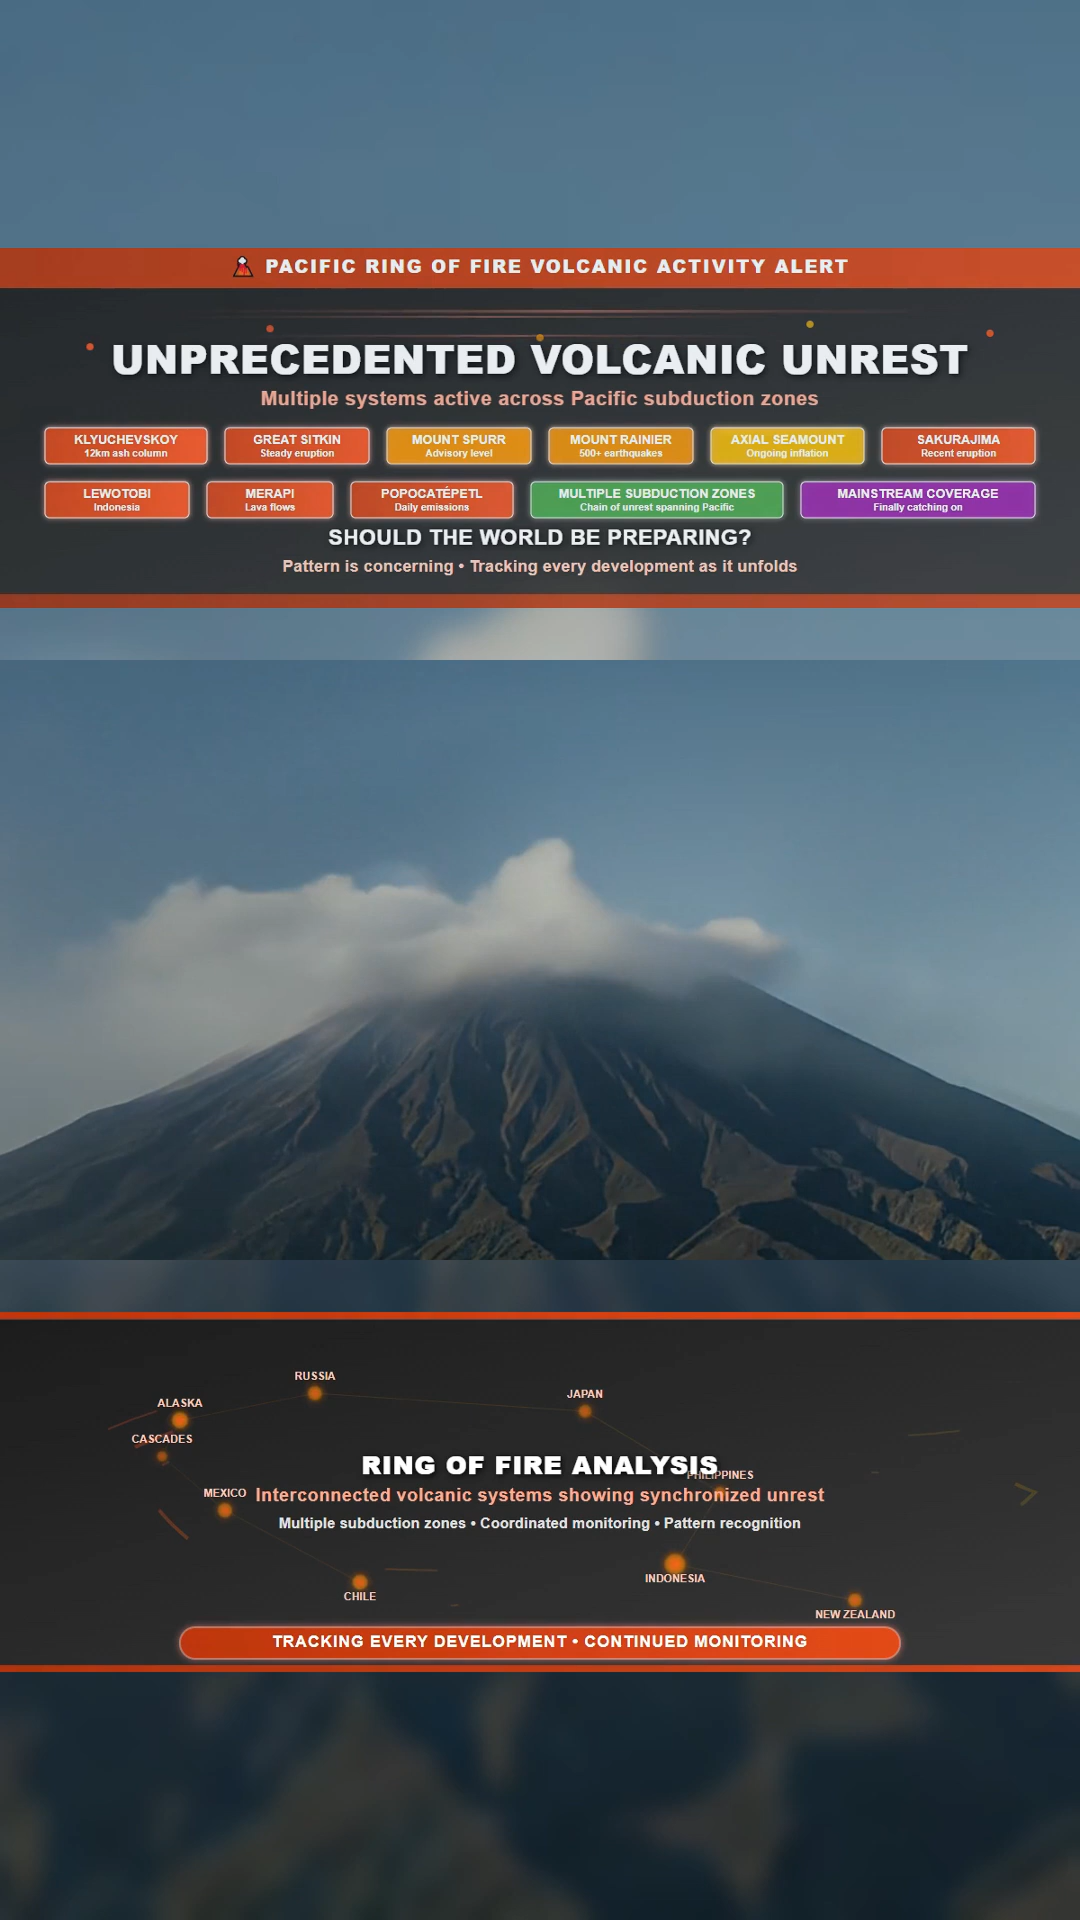 PACIFIC RING OF FIRE VOLCANIC ACTIVITY ALERT
UNPRECEDENTED VOLCANIC UNREST
Multiple systems active across Pacific subduction zones
KLYUCHEVSKOY
12km ash column
GREAT SITKIN
Steady eruption
MOUNT SPURR
Advisory level
MOUNT RAINIER
500+ earthquakes
AXIAL SEAMOUNT
Ongoing inflation
SAKURAJIMA
Recent eruption
LEWOTOBI
Indonesia
MERAPI
Lava flows
POPOCATÉPETL
Daily emissions
MULTIPLE SUBDUCTION ZONES
Chain of unrest spanning Pacific
MAINSTREAM COVERAGE
Finally catching on
SHOULD THE WORLD BE PREPARING?
Pattern is concerning • Tracking every development as it unfolds
RUSSIA
JAPAN
ALASKA
CASCADES
RING OF FIRE ANALYSIS
PHILIPPINES
MEXICO
Interconnected volcanic systems showing synchronized unrest
Multiple subduction zones • Coordinated monitoring • Pattern recognition
INDONESIA
CHILE
NEW ZEALAND
TRACKING EVERY DEVELOPMENT • CONTINUED MONITORING